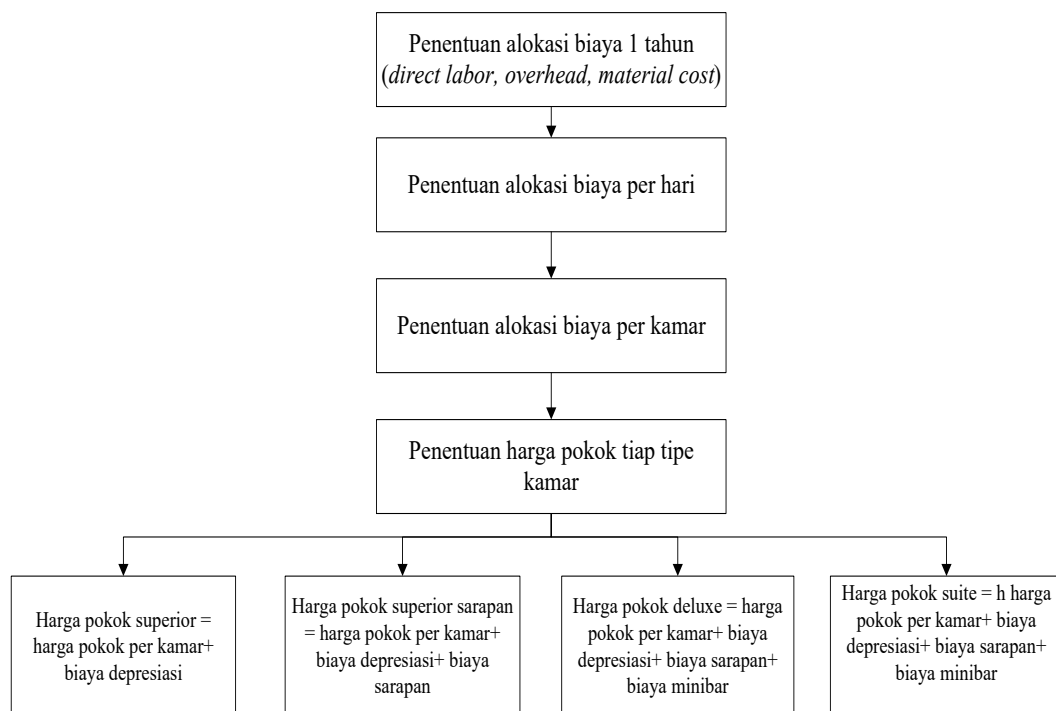 Penentuan alokasi biaya 1 tahun
(direct labor, overhead, material cost)
Penentuan alokasi biaya per hari
Penentuan alokasi biaya per kamar
Penentuan harga pokok tiap tipe
kamar
Harga pokok superior =
harga pokok per kamar+
biaya depresiasi
Harga pokok superior sarapan
= harga pokok per kamar+
biaya depresiasi+ biaya
sarapan
Harga pokok deluxe = harga
pokok per kamar+ biaya
depresiasi+ biaya sarapan+
biaya minibar
Harga pokok suite = h harga
pokok per kamar+ biaya
depresiasi+ biaya sarapan+
biaya minibar